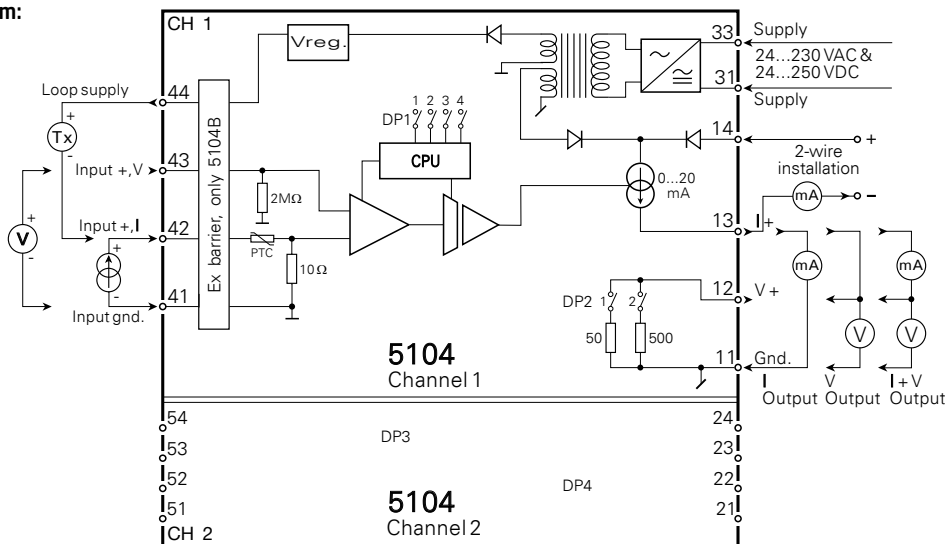 m:
CH 1
Vreg.
33
Supply
24...230 VAC &
24...250 VDC
31
Supply
Loop supply
44
+
Tx
-
Input +,V
43
Ex barrier, only 5104B
DP1
1 2 3 4
CPU
2MΩ
14
+
2-wire
installation
mA
-
0...20
mA
13
I+
+
V
-
Input +,I
42
+
-
PTC
10Ω
41
Input gnd.
mA
mA
DP2
1
2
50
500
12
V +
V
V
11
Gnd.
I
Output
V
Output
I + V
Output
5104
Channel 1
54
53
52
51
DP3
DP4
24
23
22
21
5104
Channel 2
CH 2